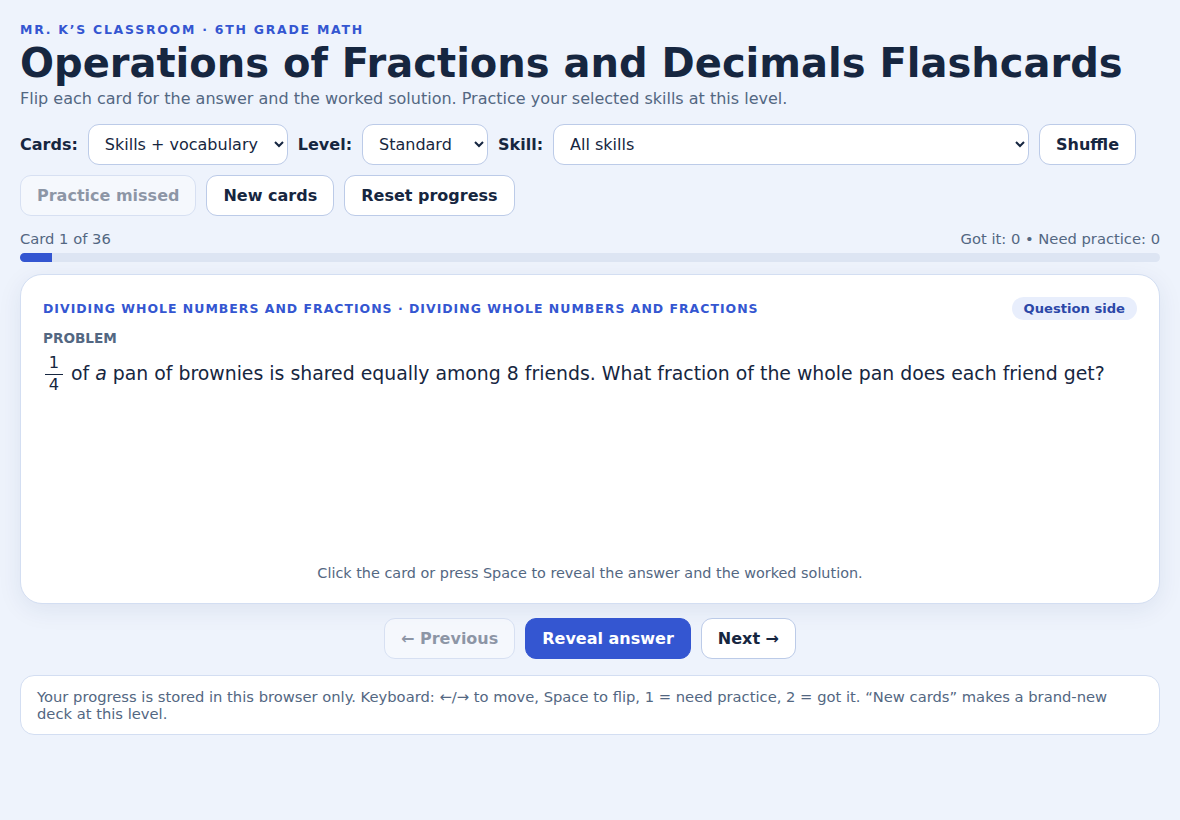 MR. K’S CLASSROOM · 6TH GRADE MATH
Operations of Fractions and Decimals Flashcards
Flip each card for the answer and the worked solution. Practice your selected skills at this level.
Cards: Skills + vocabulary Level: Standard Skill: All skills Shuffle
Practice missed New cards Reset progress
Card 1 of 36 Got it: 0 • Need practice: 0
DIVIDING WHOLE NUMBERS AND FRACTIONS · DIVIDING WHOLE NUMBERS AND FRACTIONS Question side
PROBLEM
1/4 of a pan of brownies is shared equally among 8 friends. What fraction of the whole pan does each friend get?
Click the card or press Space to reveal the answer and the worked solution.
← Previous Reveal answer Next →
Your progress is stored in this browser only. Keyboard: ←/→ to move, Space to flip, 1 = need practice, 2 = got it. “New cards” makes a brand-new
deck at this level.